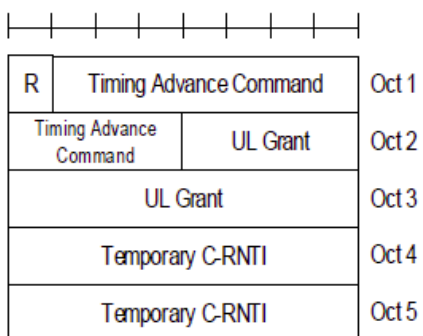 R Timing Advance Command Oct 1
Timing Advance
Command UL Grant Oct 2
UL Grant Oct 3
Temporary C-RNTI Oct 4
Temporary C-RNTI Oct 5